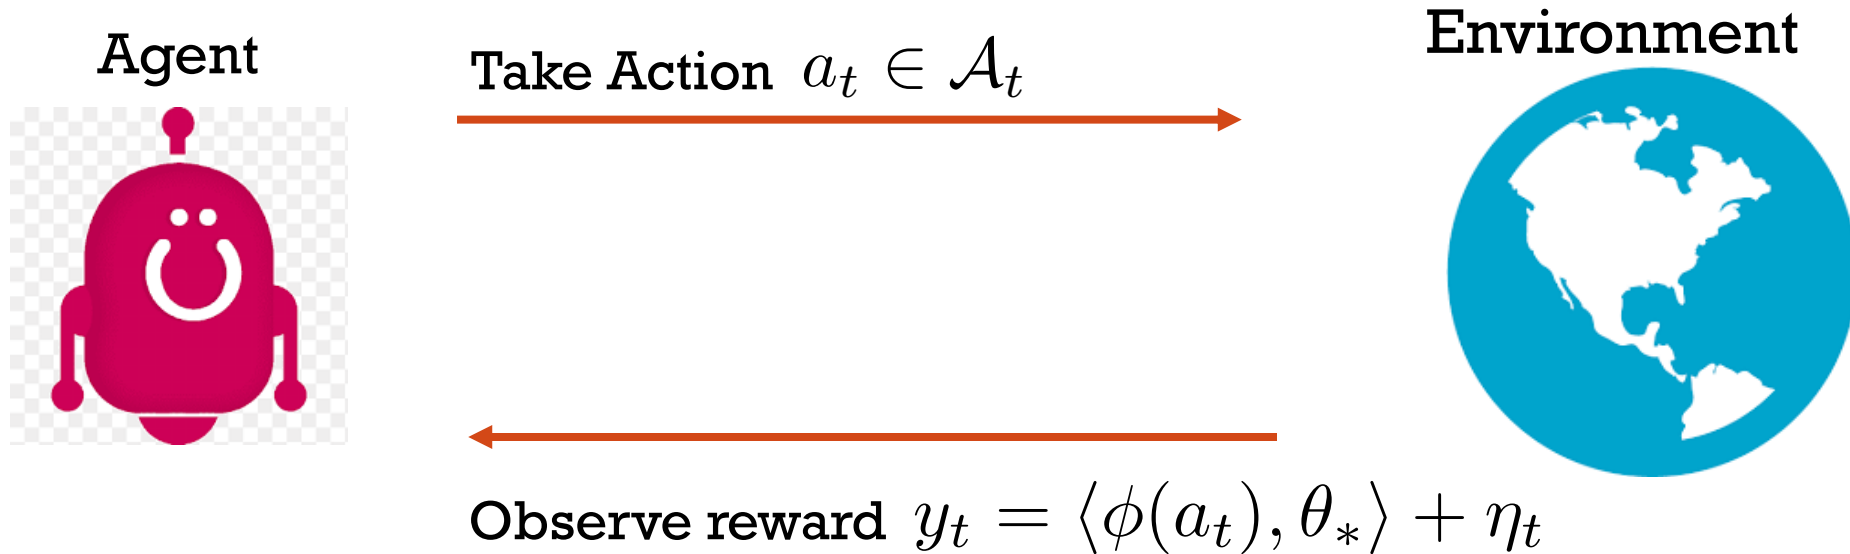 Agent
Environment
Take Action $a_t \in \mathcal{A}_t$
Observe reward $y_t = \langle \phi(a_t), \theta_* \rangle + \eta_t$